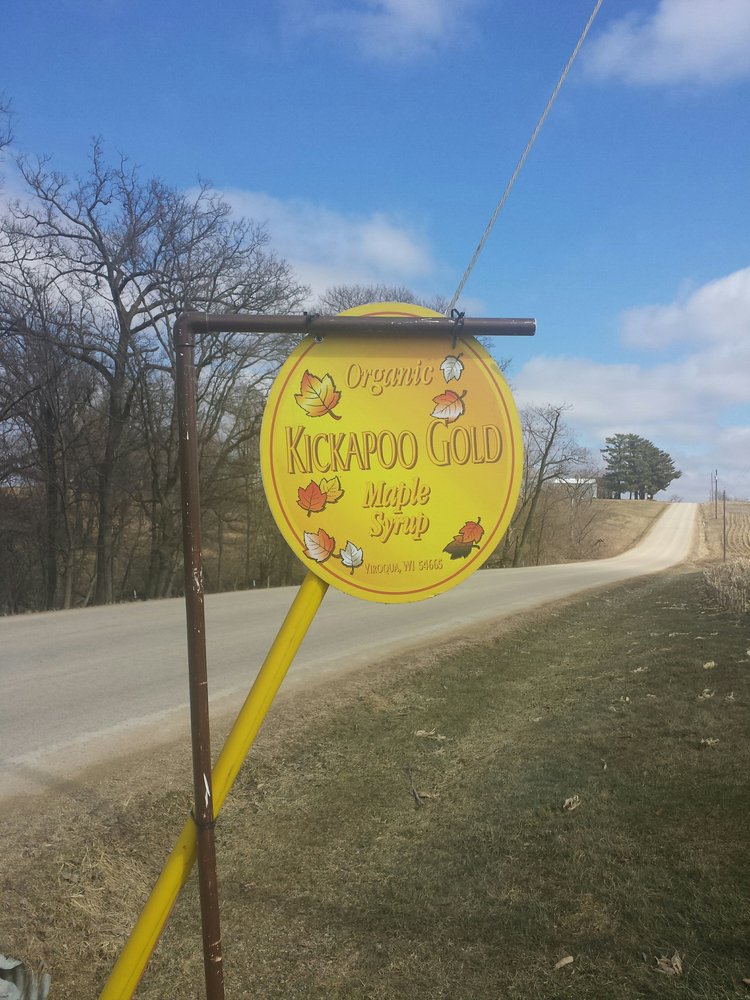 Organic
KICKAPOO GOLD
Maple
Syrup
VIROQUA, WI 54665